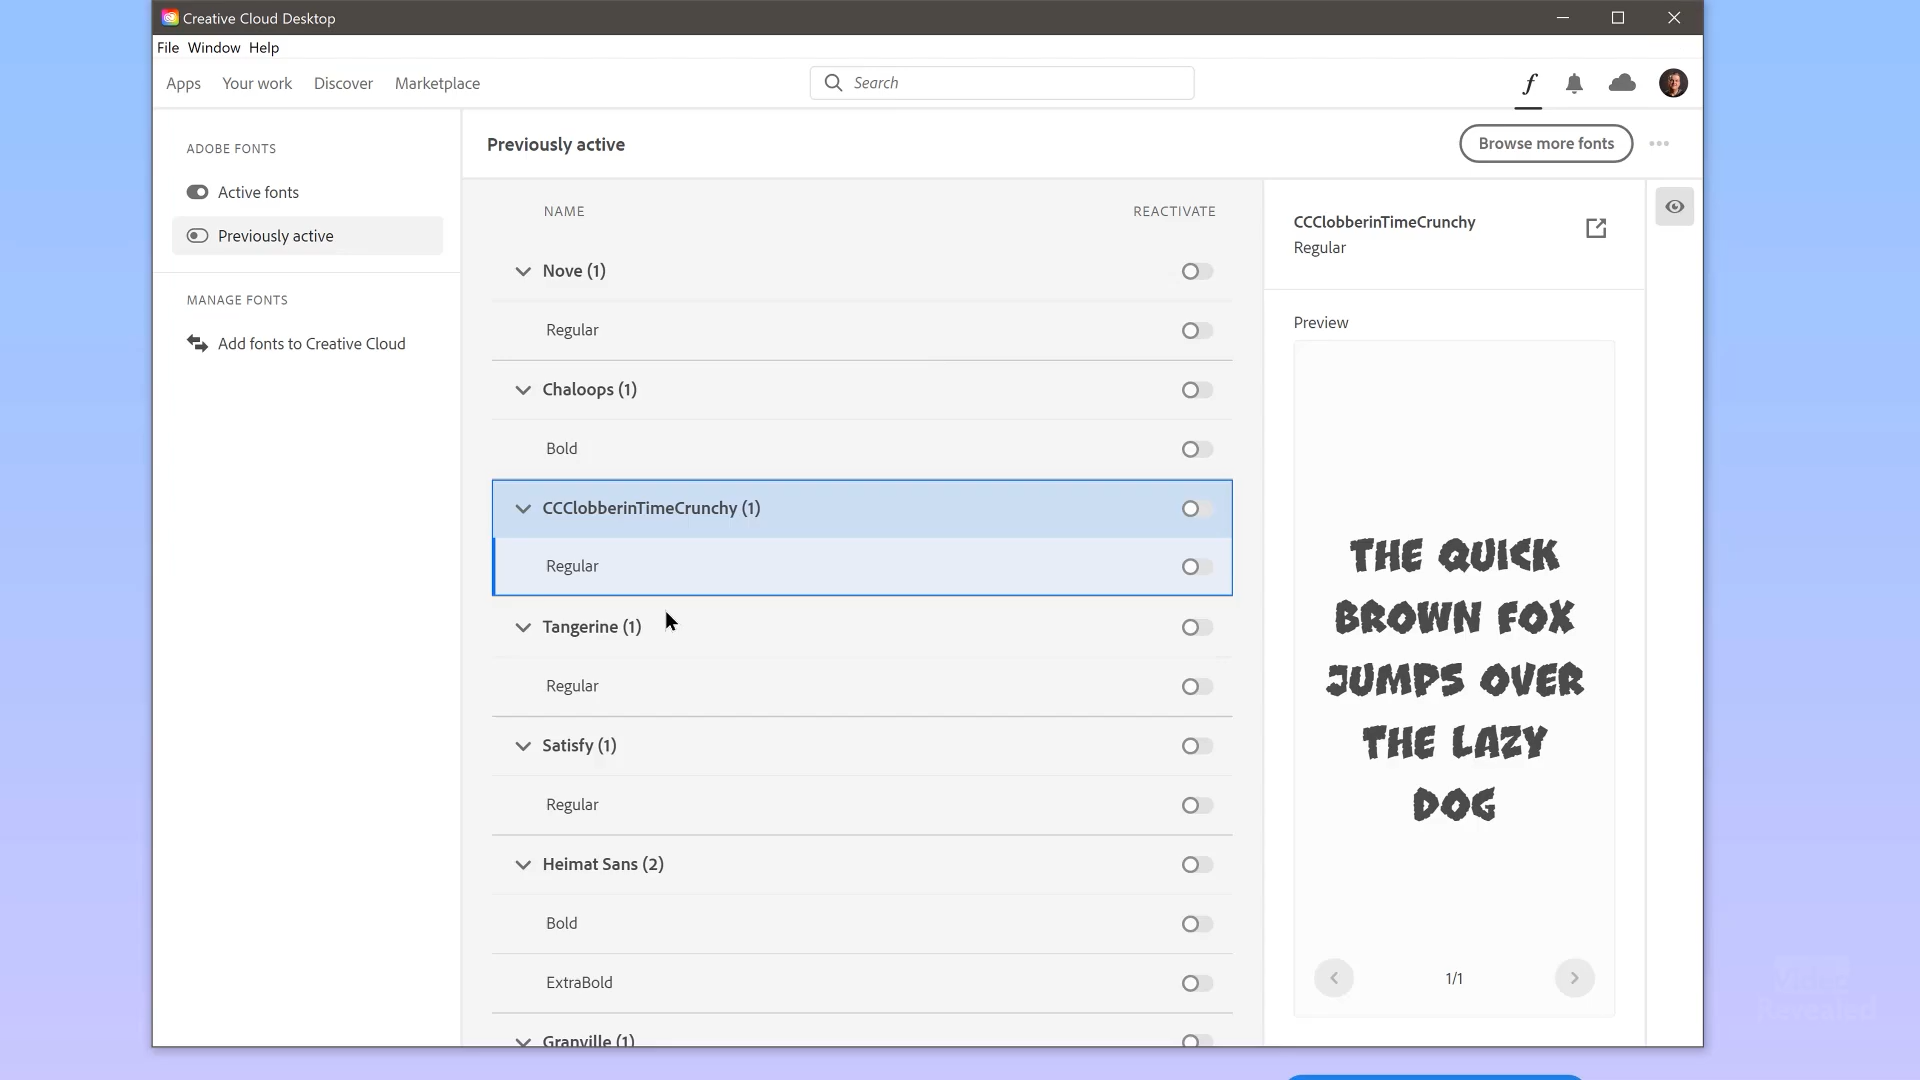 Creative Cloud Desktop
File Window Help
Apps Your work Discover Marketplace
Search
ADOBE FONTS
Active fonts
Previously active
MANAGE FONTS
Add fonts to Creative Cloud
Previously active
Browse more fonts
NAME REACTIVATE
Nove (1)
Regular
Chaloops (1)
Bold
CCClobberinTimeCrunchy (1)
Regular
Tangerine (1)
Regular
Satisfy (1)
Regular
Heimat Sans (2)
Bold
ExtraBold
Granville (1)
CCClobberinTimeCrunchy
Regular
Preview
THE QUICK
BROWN FOX
JUMPS OVER
THE LAZY
DOG
1/1
Revealed